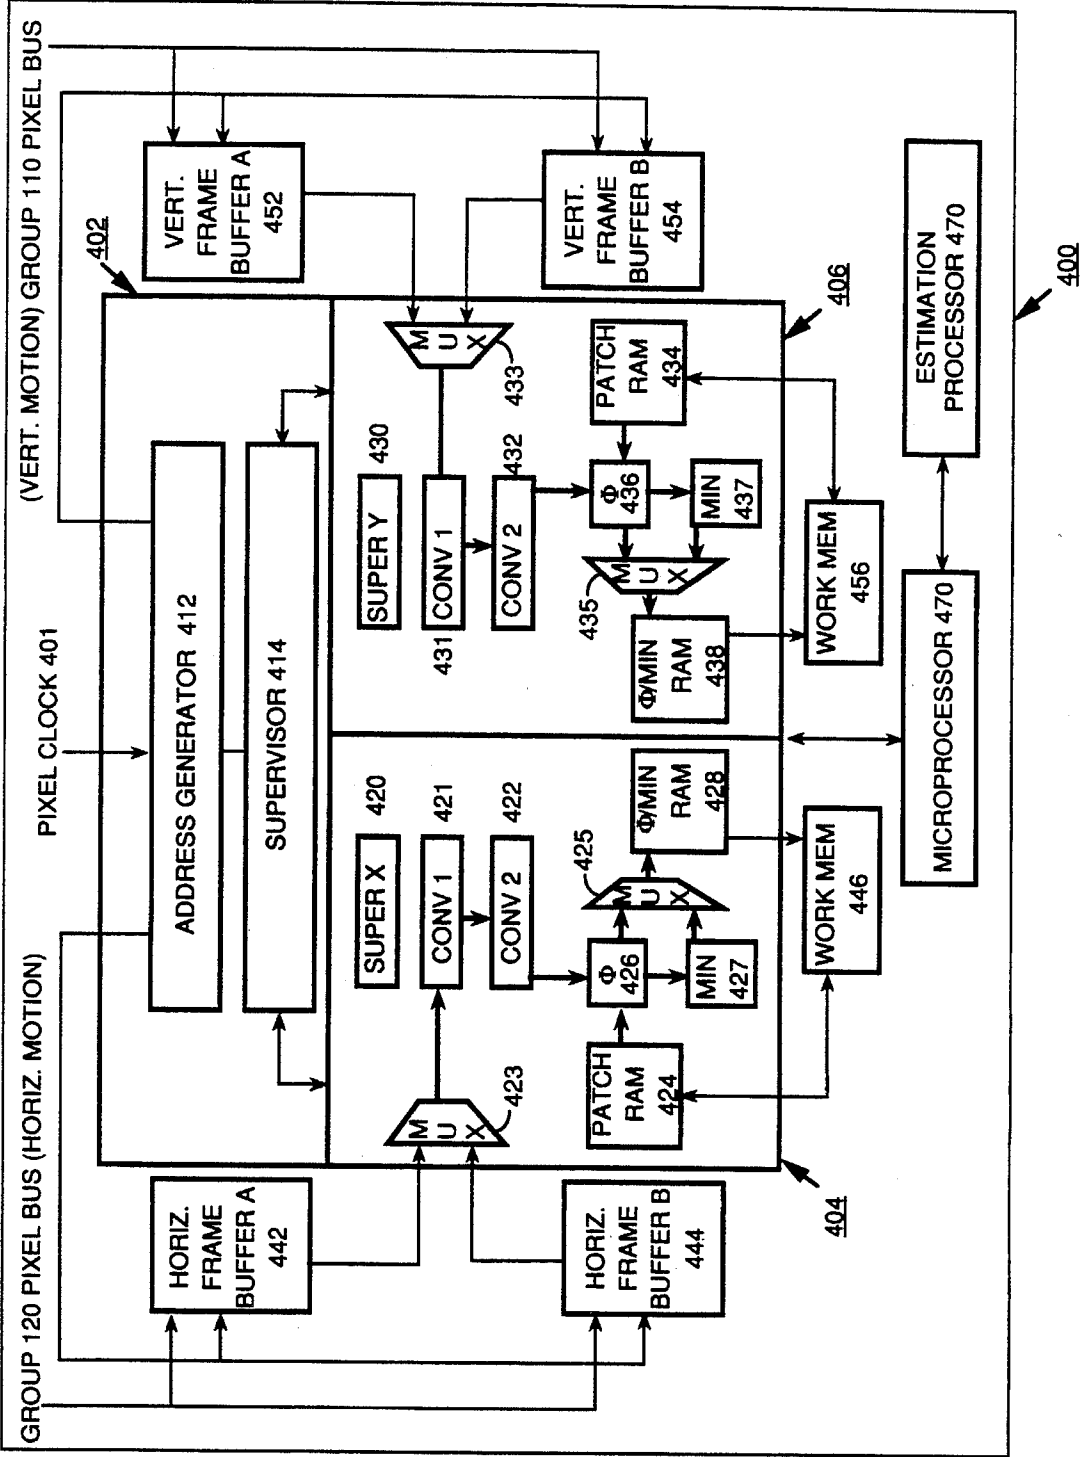 GROUP 120 PIXEL BUS (HORIZ. MOTION)
PIXEL CLOCK 401
(VERT. MOTION) GROUP 110 PIXEL BUS
402
ADDRESS GENERATOR 412
SUPERVISOR 414
HORIZ.
FRAME
BUFFER A
442
VERT.
FRAME
BUFFER A
452
MUX
423
SUPER X
420
CONV 1
421
CONV 2
422
SUPER Y
430
CONV 1
431
CONV 2
432
MUX
433
HORIZ.
FRAME
BUFFER B
444
VERT.
FRAME
BUFFER B
454
PATCH
RAM
424
Φ
426
MIN
427
MUX
425
Φ/MIN
RAM
428
Φ/MIN
RAM
438
MUX
435
Φ
436
MIN
437
PATCH
RAM
434
404
406
WORK MEM
446
WORK MEM
456
MICROPROCESSOR 470
ESTIMATION
PROCESSOR 470
400